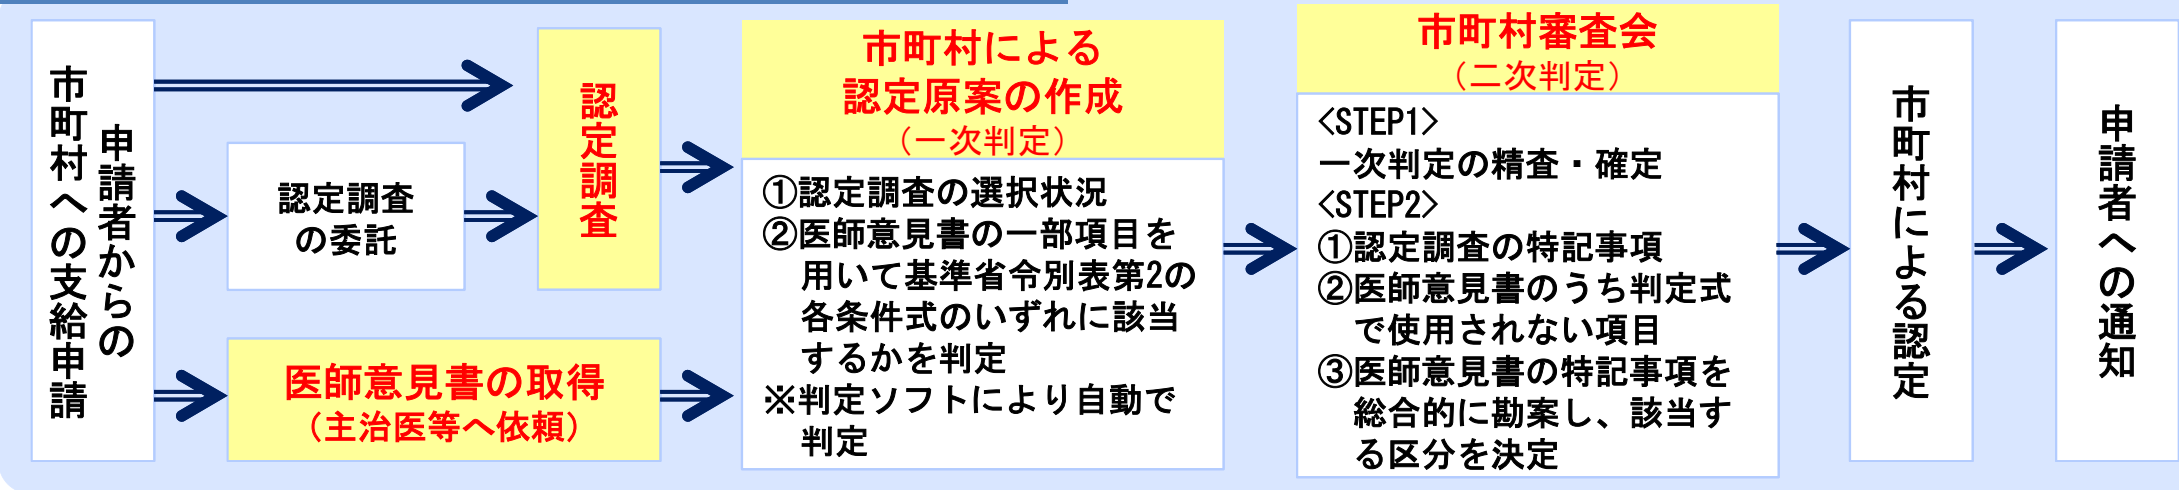 申請者からの
市町村への支給申請
認定調査
の委託
認定調査
医師意見書の取得
（主治医等へ依頼）
市町村による
認定原案の作成
（一次判定）
①認定調査の選択状況
②医師意見書の一部項目を
用いて基準省令別表第2の
各条件式のいずれに該当
するかを判定
※判定ソフトにより自動で
判定
市町村審査会
（二次判定）
<STEP1>
一次判定の精査・確定
<STEP2>
①認定調査の特記事項
②医師意見書のうち判定式
で使用されない項目
③医師意見書の特記事項を
総合的に勘案し、該当す
る区分を決定
市町村による認定
申請者への通知